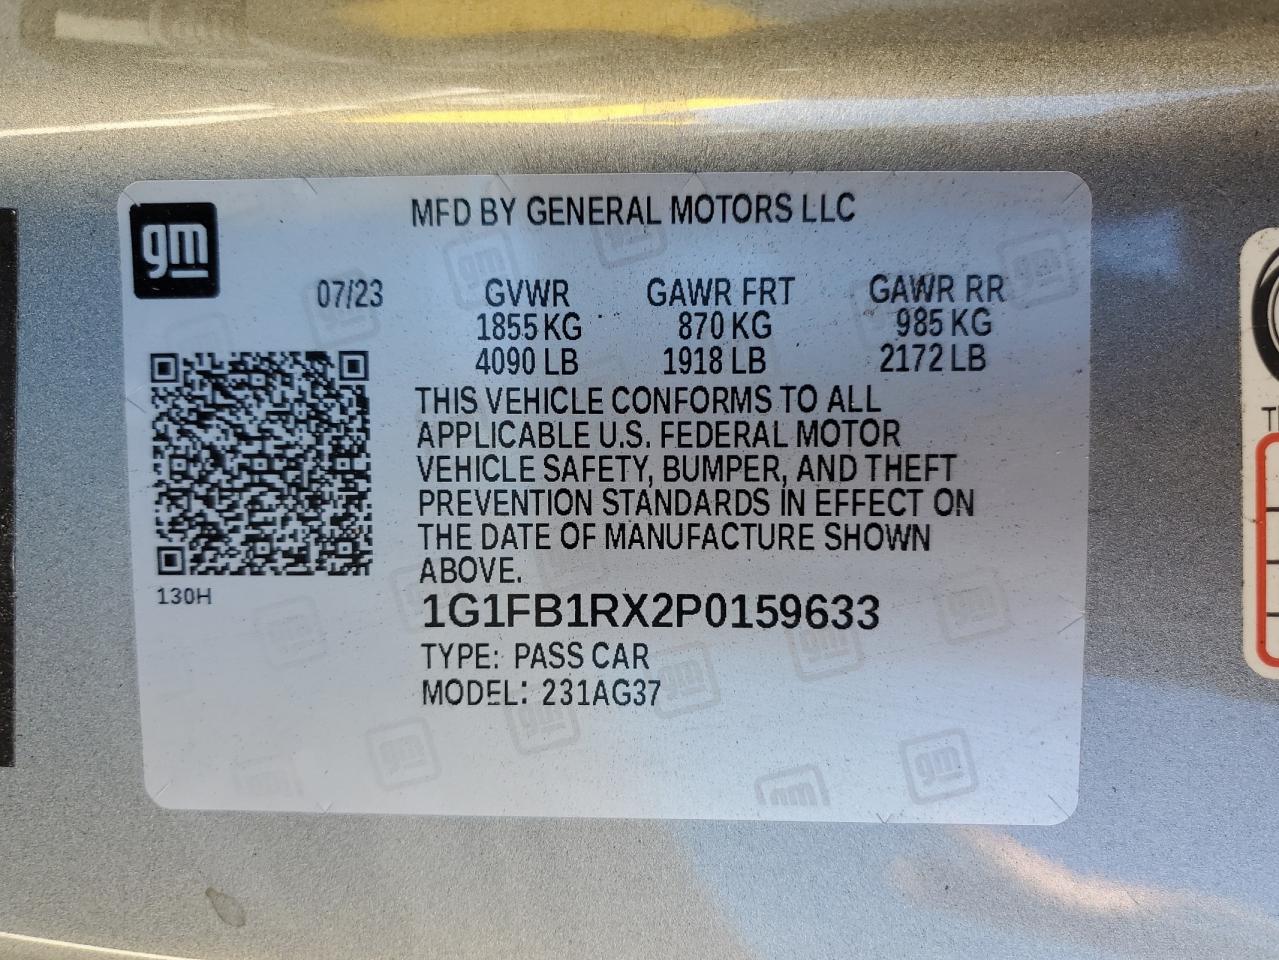 gm
MFD BY GENERAL MOTORS LLC
07/23 GVWR GAWR FRT GAWR RR
1855 KG 870 KG 985 KG
4090 LB 1918 LB 2172 LB
THIS VEHICLE CONFORMS TO ALL
APPLICABLE U.S. FEDERAL MOTOR
VEHICLE SAFETY, BUMPER, AND THEFT
PREVENTION STANDARDS IN EFFECT ON
THE DATE OF MANUFACTURE SHOWN
ABOVE.
130H
1G1FB1RX2P0159633
TYPE: PASS CAR
MODEL: 231AG37
T